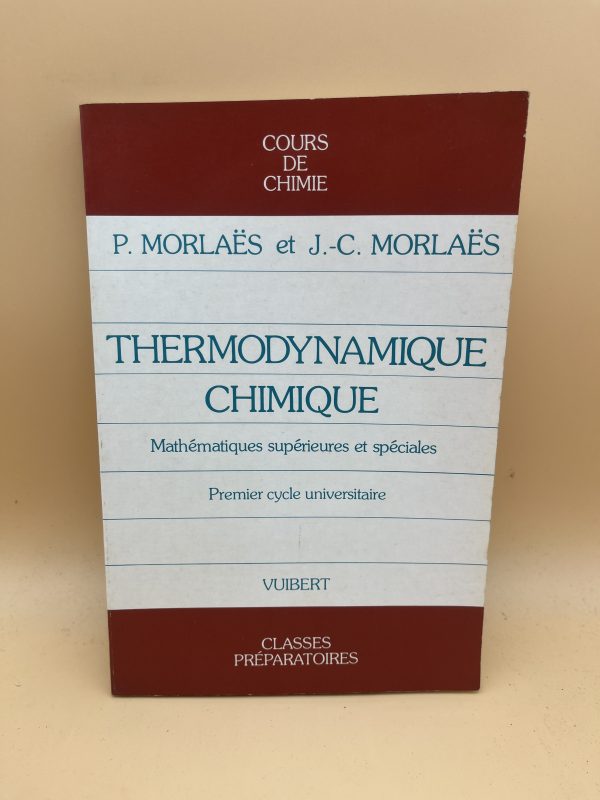 COURS
DE
CHIMIE
P. MORLAËS et J.-C. MORLAËS
THERMODYNAMIQUE
CHIMIQUE
Mathématiques supérieures et spéciales
Premier cycle universitaire
VUIBERT
CLASSES
PRÉPARATOIRES